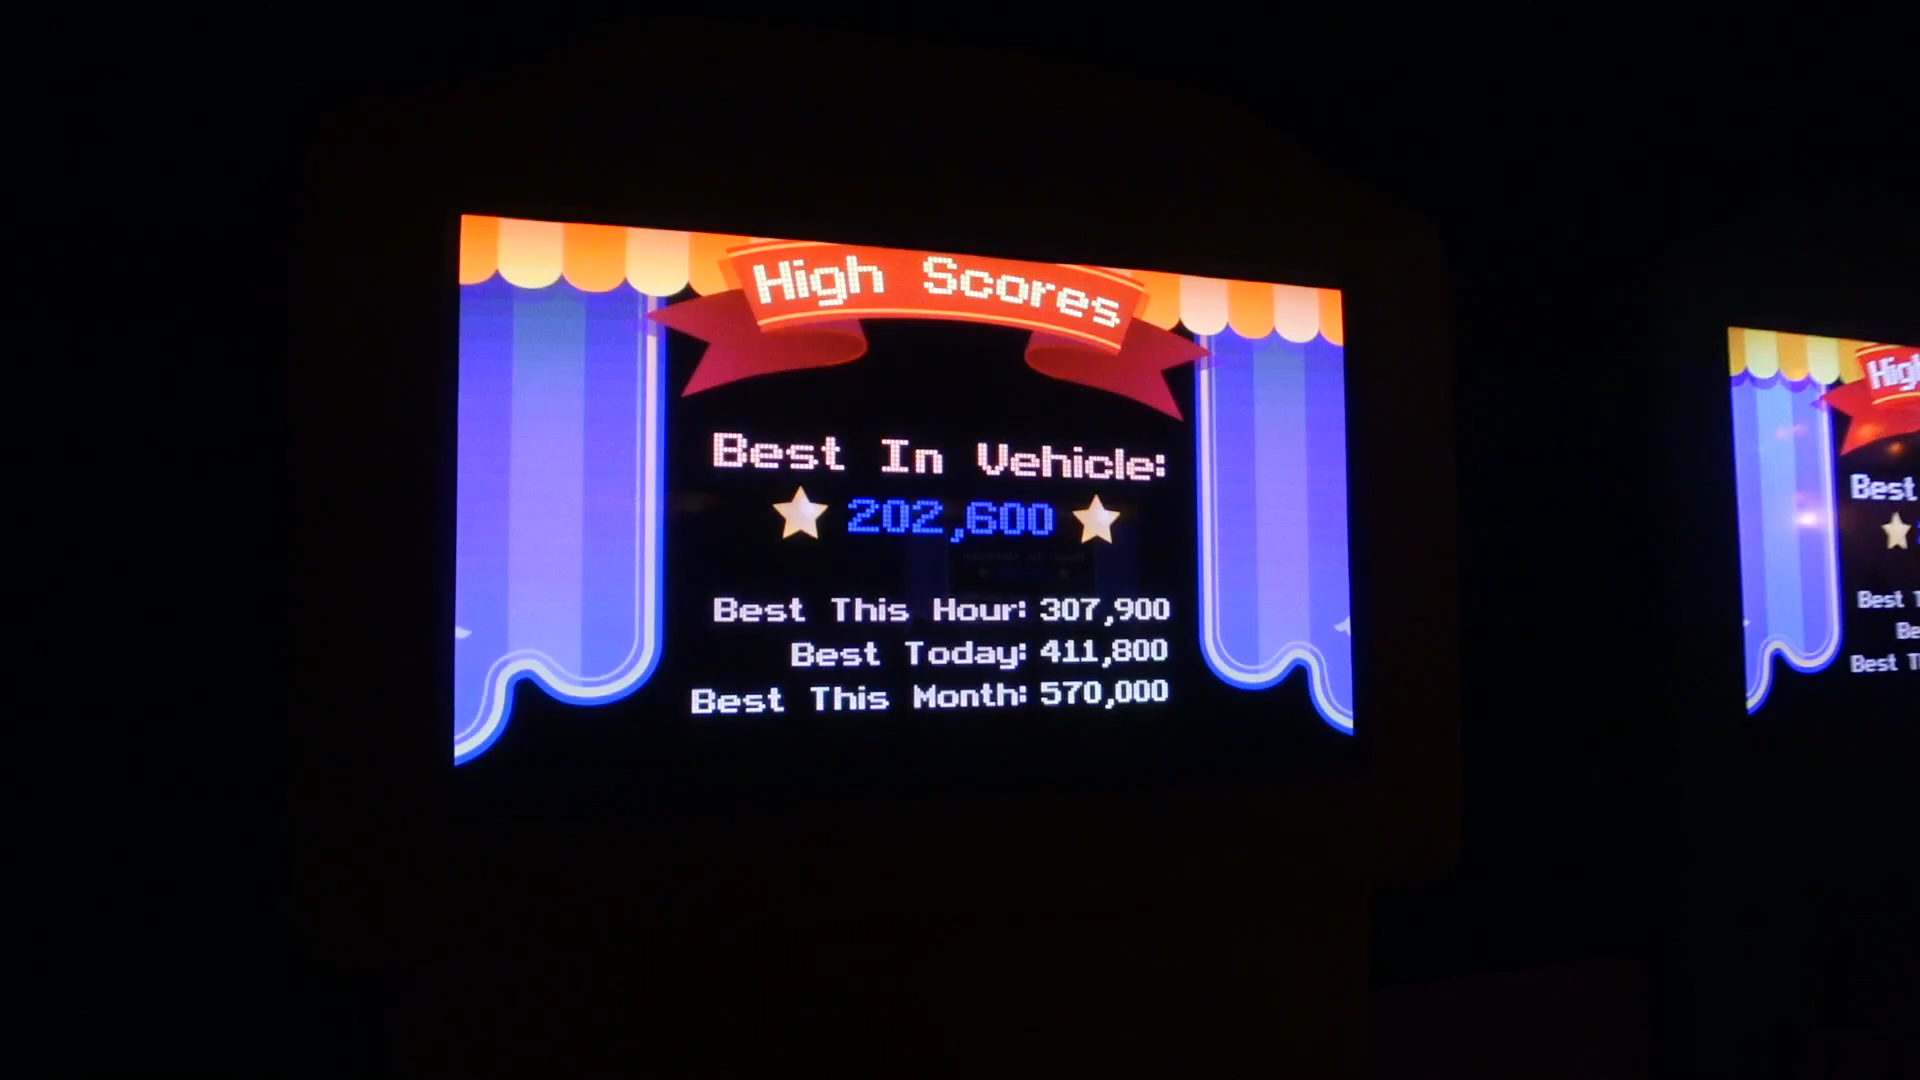 High Scores
Best In Vehicle:
202,600
Best This Hour: 307,900
Best Today: 411,800
Best This Month: 570,000
Best
Best